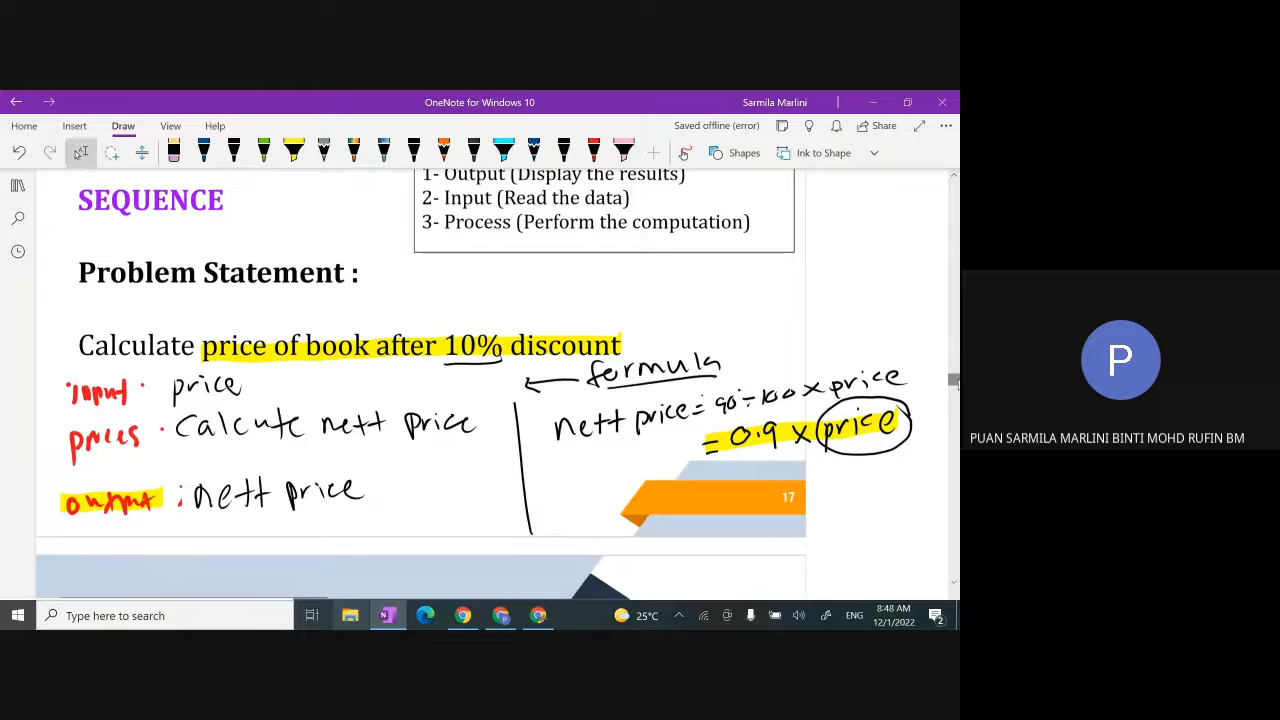 OneNote for Windows 10
Sarmila Marlini
Home Insert Draw View Help
Saved offline (error)
Share
Shapes
Ink to Shape
1- Output (Display the results)
SEQUENCE
2- Input (Read the data)
3- Process (Perform the computation)
Problem Statement :
Calculate price of book after 10% discount
formula
input : price
nett price = 90 ÷ 100 × price
calcute nett price
= 0.9 × price
output : nett price
17
P
PUAN SARMILA MARLINI BINTI MOHD RUFIN BM
Type here to search
25°C
ENG
8:48 AM
12/1/2022
2